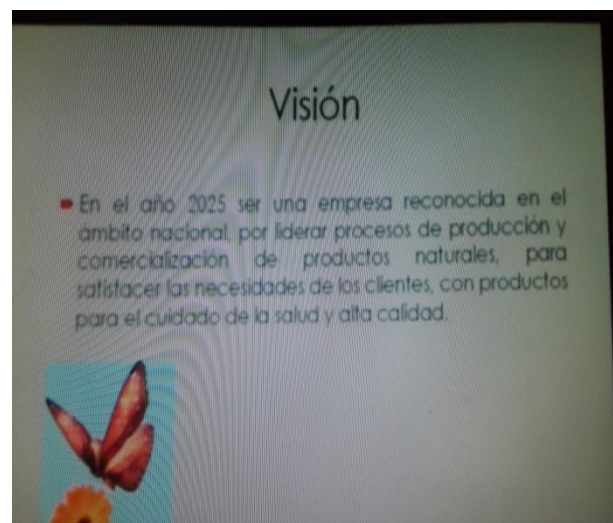 Visión
En el año 2025 ser una empresa reconocida en el
ámbito nacional, por liderar procesos de producción y
comercialización de productos naturales, para
satisfacer las necesidades de los clientes, con productos
para el cuidado de la salud y alta calidad.